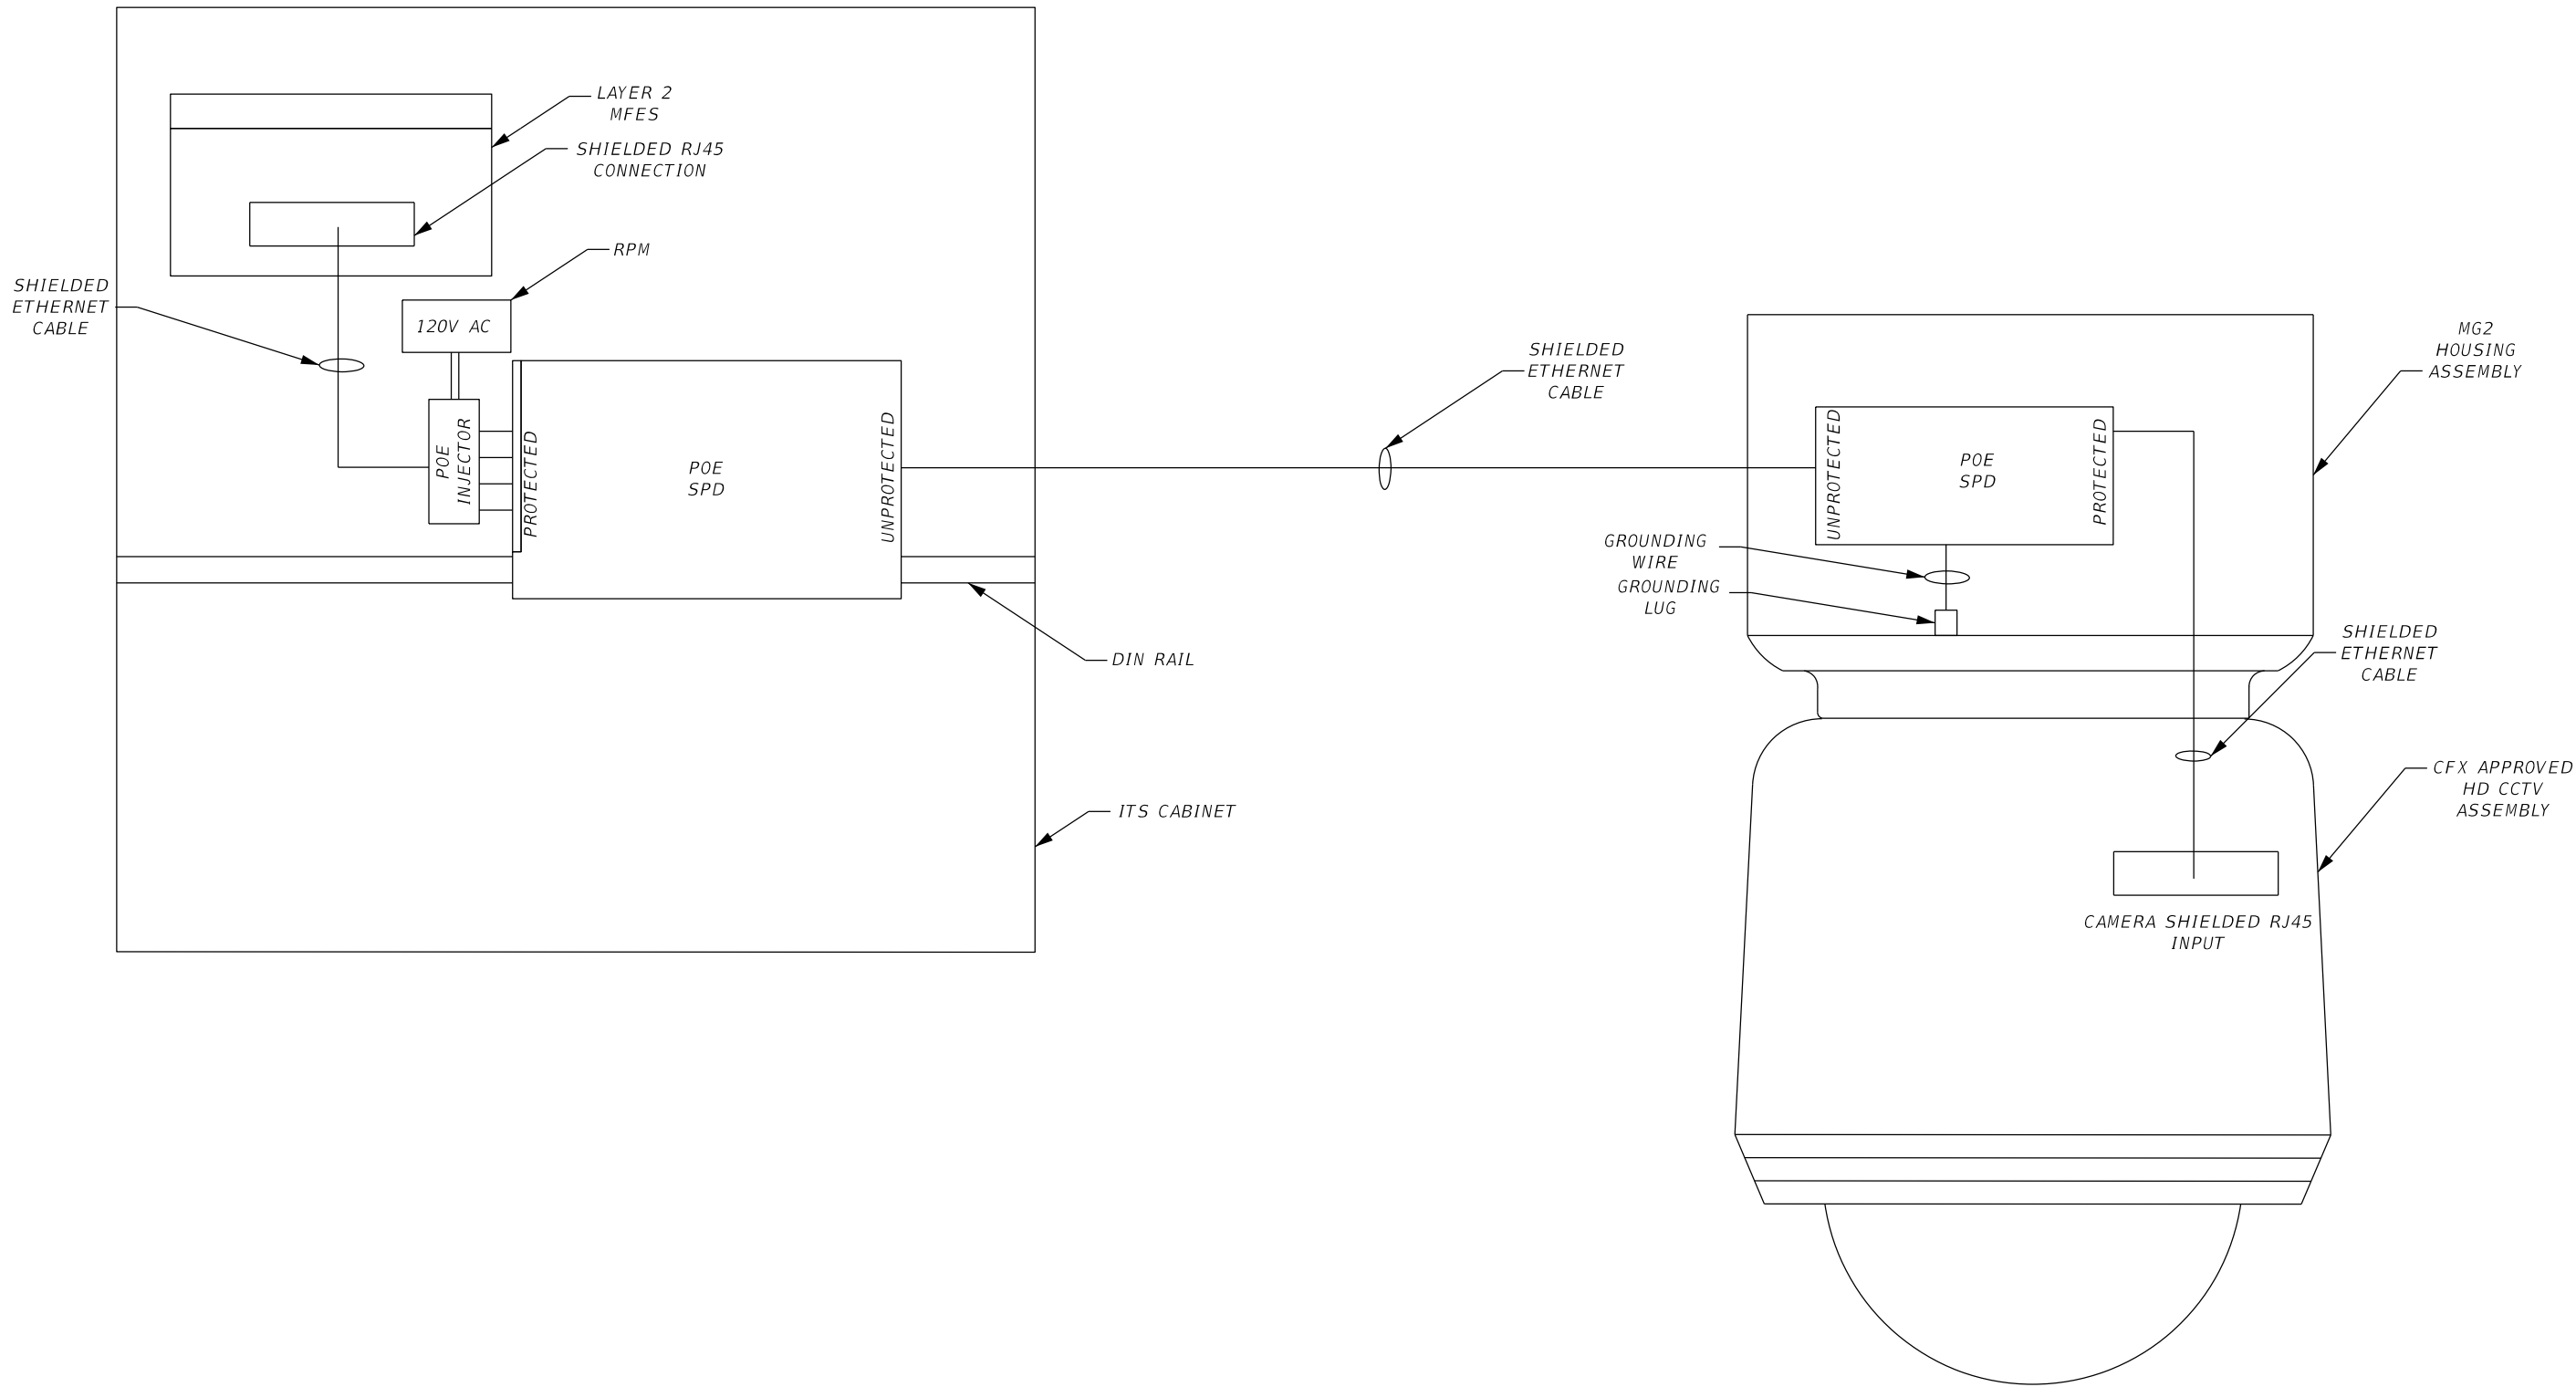 LAYER 2
MFES
SHIELDED RJ45
CONNECTION
RPM
SHIELDED
ETHERNET
CABLE
120V AC
POE
INJECTOR
PROTECTED
POE
SPD
UNPROTECTED
DIN RAIL
ITS CABINET
SHIELDED
ETHERNET
CABLE
MG2
HOUSING
ASSEMBLY
UNPROTECTED
POE
SPD
PROTECTED
GROUNDING
WIRE
GROUNDING
LUG
SHIELDED
ETHERNET
CABLE
CFX APPROVED
HD CCTV
ASSEMBLY
CAMERA SHIELDED RJ45
INPUT